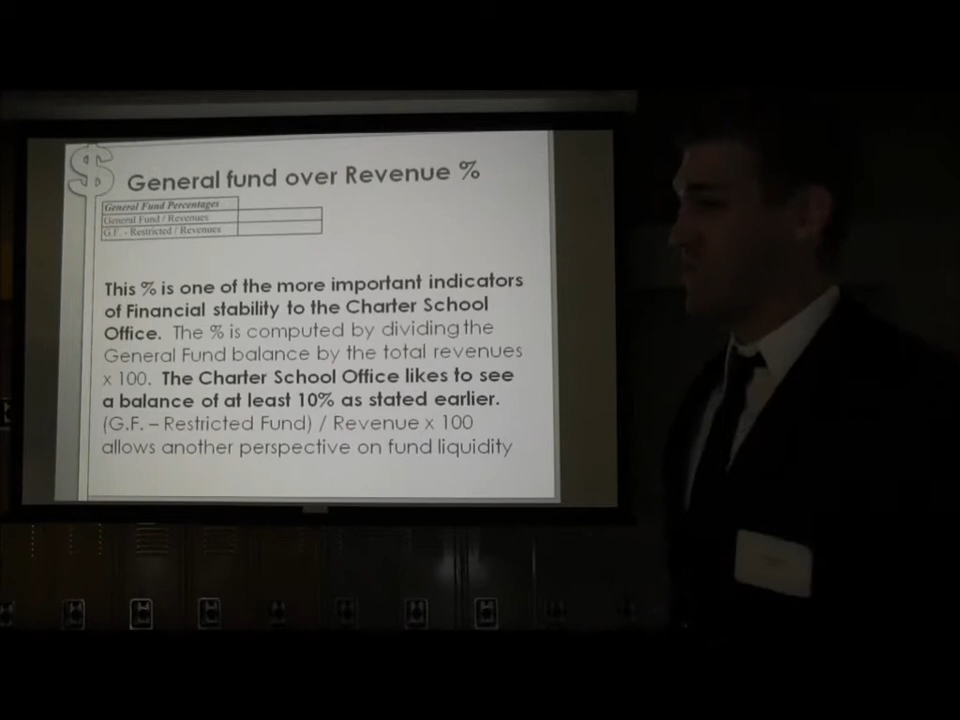 $
General fund over Revenue %
General Fund Percentages
General Fund / Revenues
G.F. - Restricted / Revenues
This % is one of the more important indicators
of Financial stability to the Charter School
Office. The % is computed by dividing the
General Fund balance by the total revenues
x 100. The Charter School Office likes to see
a balance of at least 10% as stated earlier.
(G.F. – Restricted Fund) / Revenue x 100
allows another perspective on fund liquidity